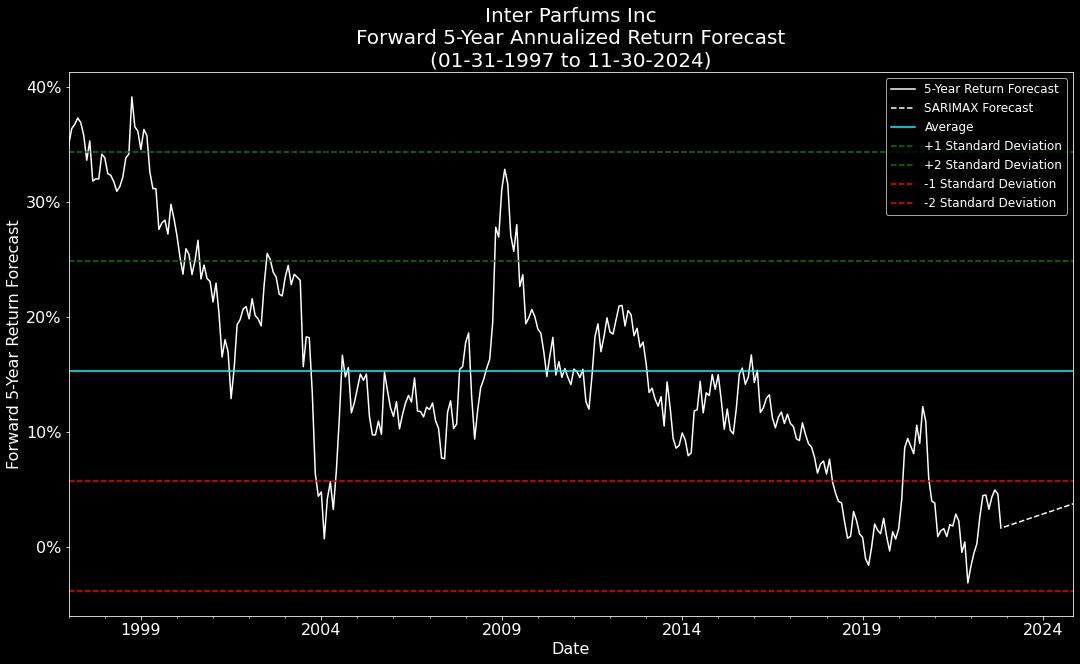 Inter Parfums Inc
Forward 5-Year Annualized Return Forecast
(01-31-1997 to 11-30-2024)
5-Year Return Forecast
SARIMAX Forecast
Average
+1 Standard Deviation
+2 Standard Deviation
-1 Standard Deviation
-2 Standard Deviation
Forward 5-Year Return Forecast
40%
30%
20%
10%
0%
1999 2004 2009 2014 2019 2024
Date